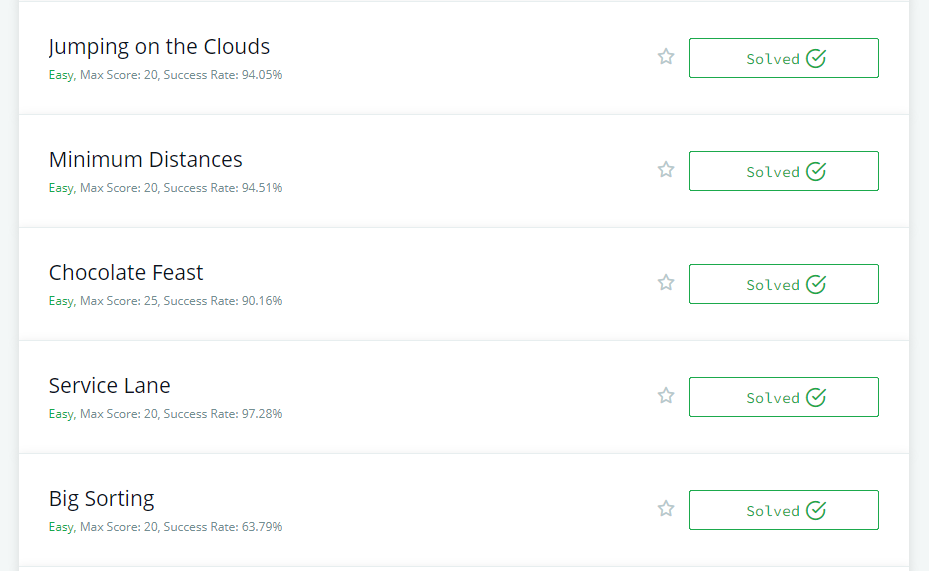 Jumping on the Clouds
Easy, Max Score: 20, Success Rate: 94.05%
Solved
Minimum Distances
Easy, Max Score: 20, Success Rate: 94.51%
Solved
Chocolate Feast
Easy, Max Score: 25, Success Rate: 90.16%
Solved
Service Lane
Easy, Max Score: 20, Success Rate: 97.28%
Solved
Big Sorting
Easy, Max Score: 20, Success Rate: 63.79%
Solved